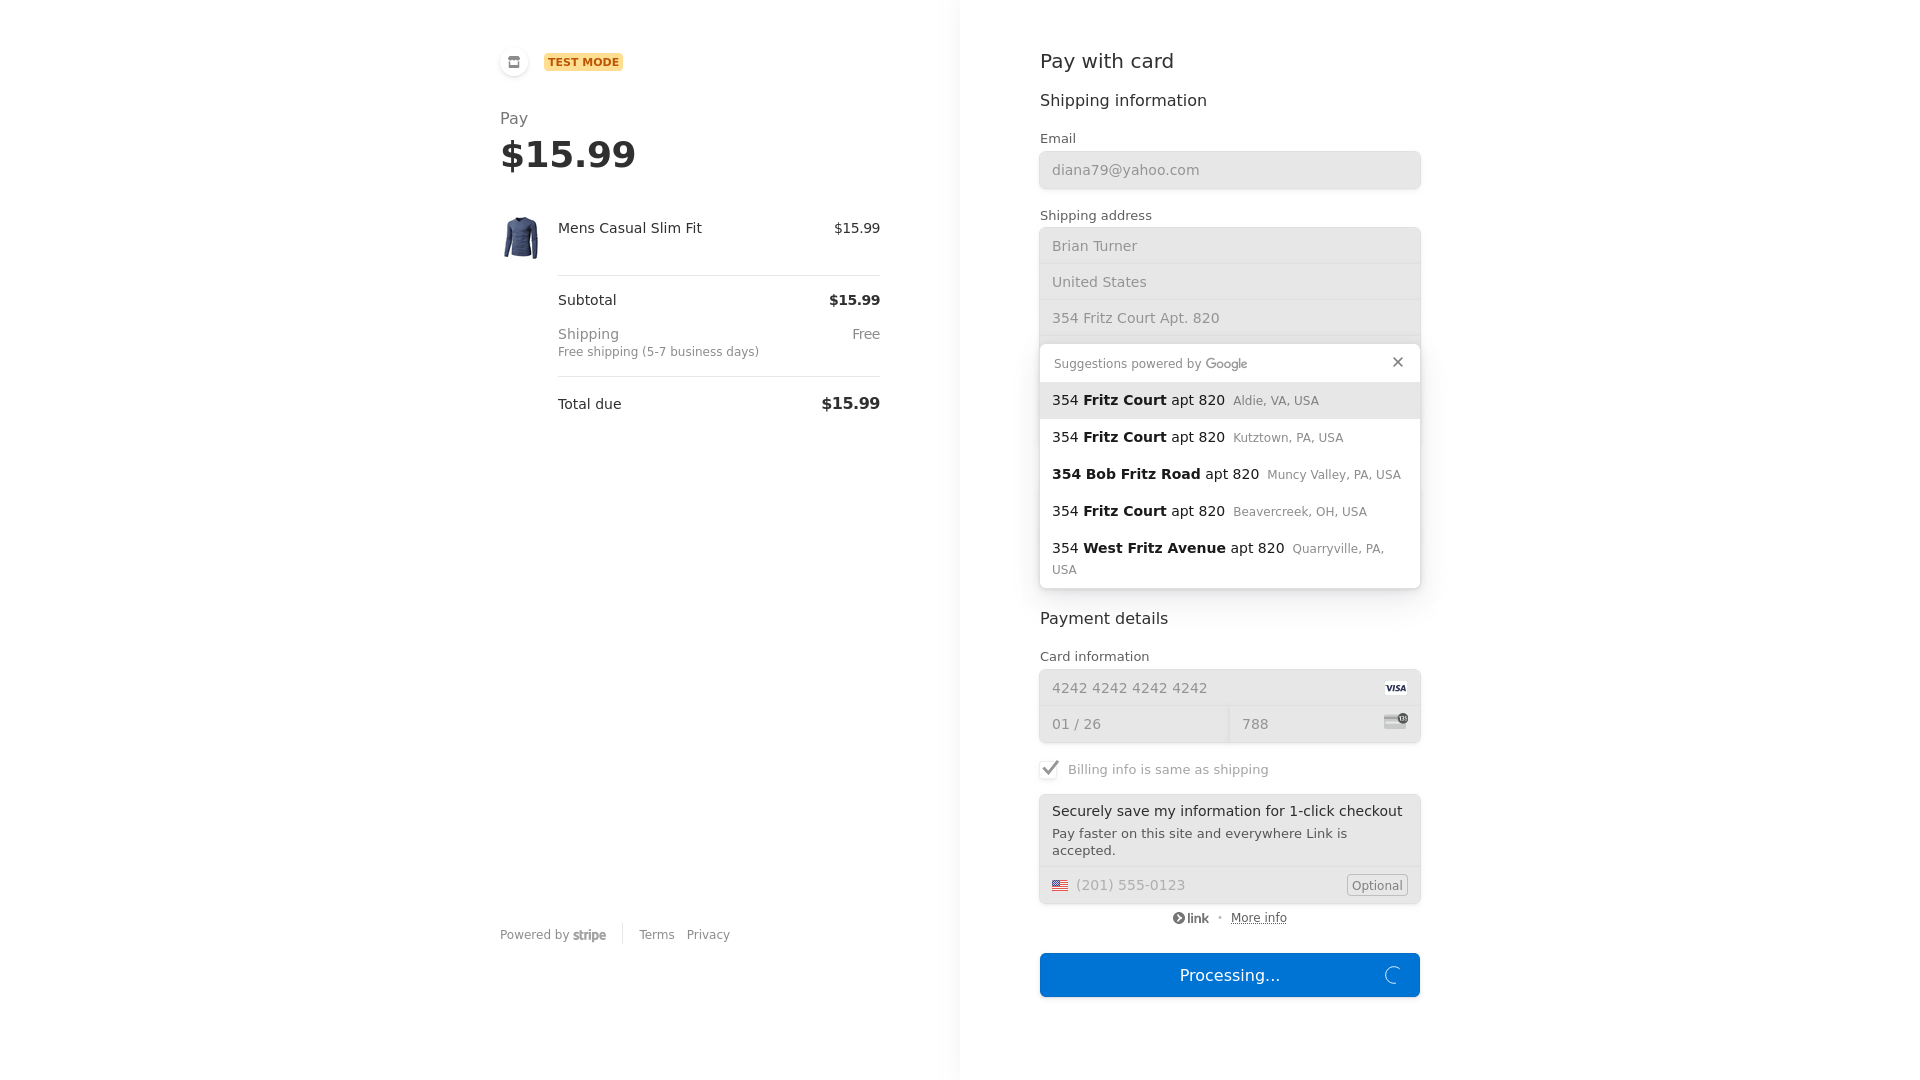 TEST MODE
Pay
$15.99
Mens Casual Slim Fit $15.99
Subtotal $15.99
Shipping Free
Free shipping (5-7 business days)
Total due $15.99
Powered by stripe Terms Privacy
Pay with card
Shipping information
Email
diana79@yahoo.com
Shipping address
Brian Turner
United States
354 Fritz Court Apt. 820
Suggestions powered by Google
354 Fritz Court apt 820 Aldie, VA, USA
354 Fritz Court apt 820 Kutztown, PA, USA
354 Bob Fritz Road apt 820 Muncy Valley, PA, USA
354 Fritz Court apt 820 Beavercreek, OH, USA
354 West Fritz Avenue apt 820 Quarryville, PA,
USA
Payment details
Card information
4242 4242 4242 4242 VISA
01 / 26 788 135
Billing info is same as shipping
Securely save my information for 1-click checkout
Pay faster on this site and everywhere Link is
accepted.
(201) 555-0123 Optional
link • More info
Processing...